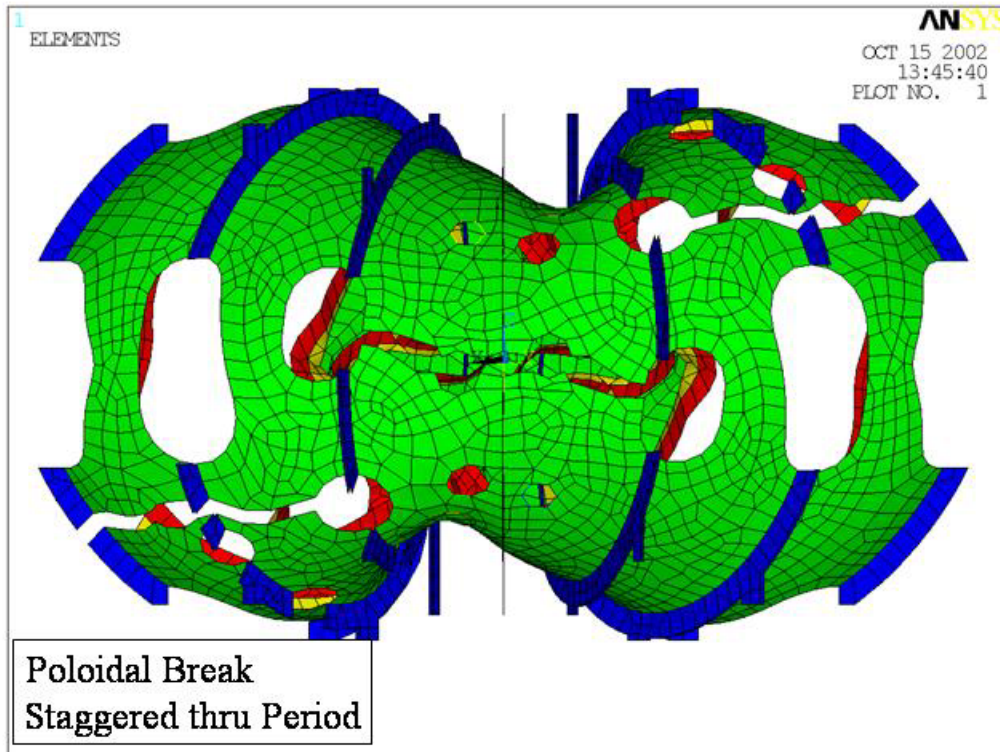 1
ELEMENTS
ANSYS
OCT 15 2002
13:45:40
PLOT NO. 1
Poloidal Break
Staggered thru Period